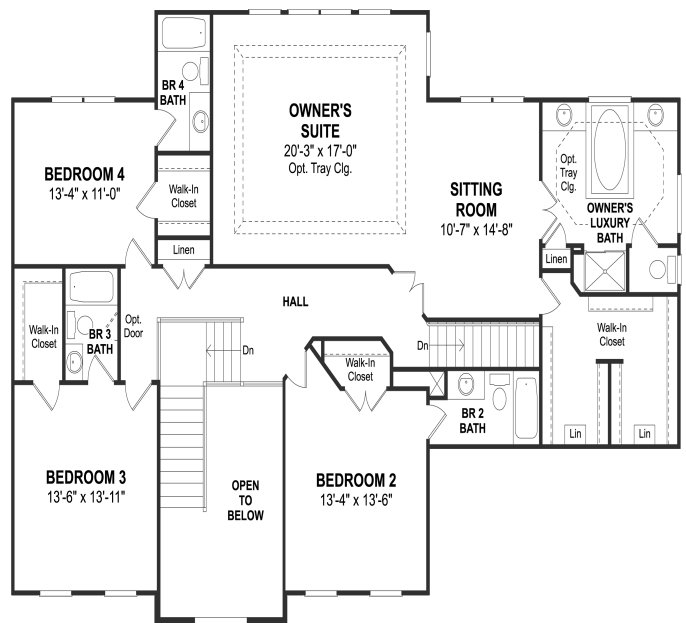 BR 4
BATH
OWNER'S
SUITE
20'-3" x 17'-0"
Opt. Tray Clg.
BEDROOM 4
13'-4" x 11'-0"
Walk-In
Closet
Linen
SITTING
ROOM
10'-7" x 14'-8"
Opt.
Tray
Clg.
OWNER'S
LUXURY
BATH
Linen
HALL
Walk-In
Closet
BR 3
BATH
Opt.
Door
Dn
Dn
Walk-In
Closet
Walk-In
Closet
BR 2
BATH
Lin
Lin
BEDROOM 3
13'-6" x 13'-11"
OPEN
TO
BELOW
BEDROOM 2
13'-4" x 13'-6"